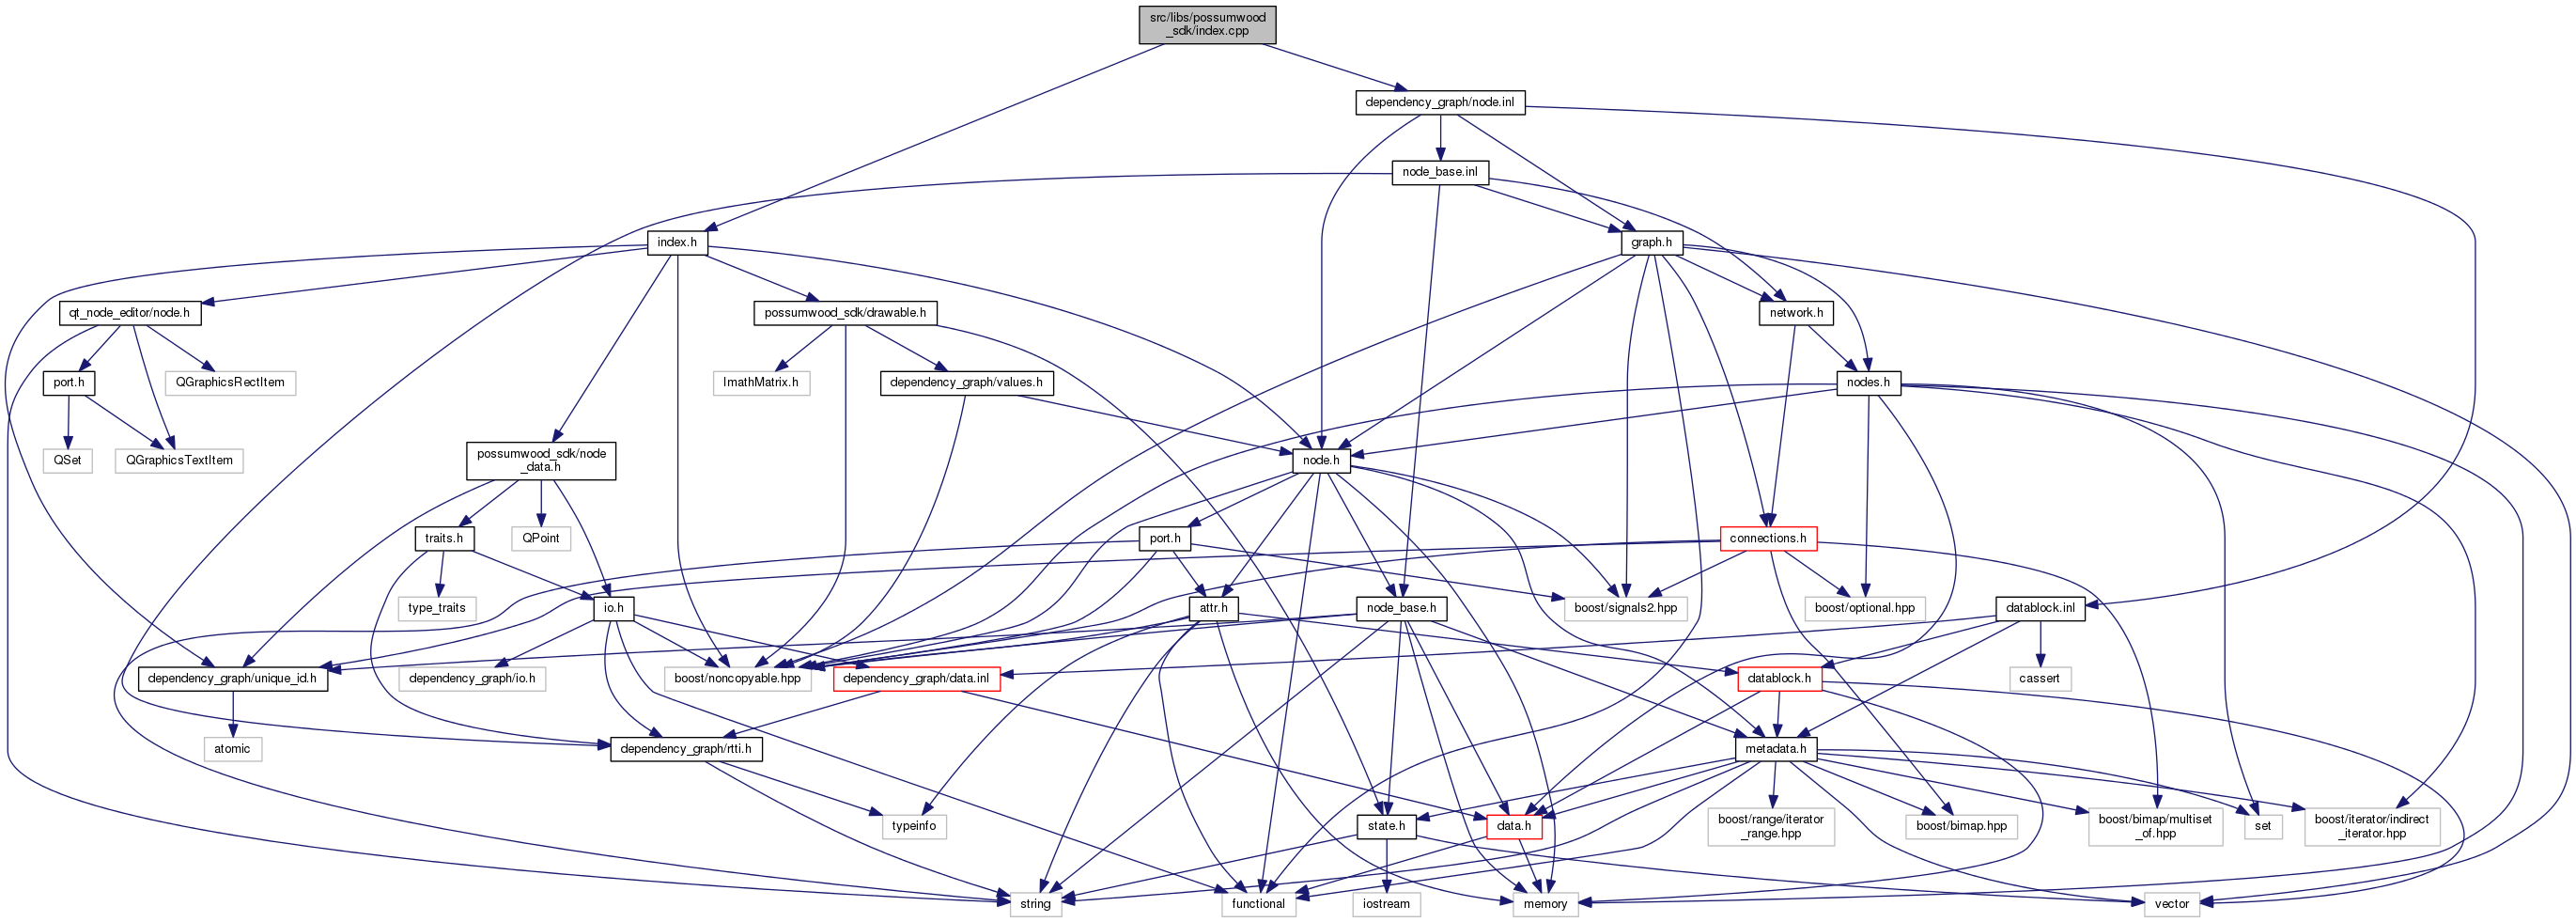 src/libs/possumwood
_sdk/index.cpp
dependency_graph/node.inl
node_base.inl
index.h
graph.h
qt_node_editor/node.h
possumwood_sdk/drawable.h
network.h
port.h
QGraphicsRectItem
ImathMatrix.h
dependency_graph/values.h
nodes.h
QSet
QGraphicsTextItem
possumwood_sdk/node
_data.h
node.h
traits.h
QPoint
port.h
connections.h
type_traits
io.h
attr.h
node_base.h
boost/signals2.hpp
boost/optional.hpp
datablock.inl
dependency_graph/unique_id.h
dependency_graph/io.h
boost/noncopyable.hpp
dependency_graph/data.inl
datablock.h
cassert
atomic
dependency_graph/rtti.h
metadata.h
typeinfo
state.h
data.h
boost/range/iterator
_range.hpp
boost/bimap.hpp
boost/bimap/multiset
_of.hpp
set
boost/iterator/indirect
_iterator.hpp
string
functional
iostream
memory
vector